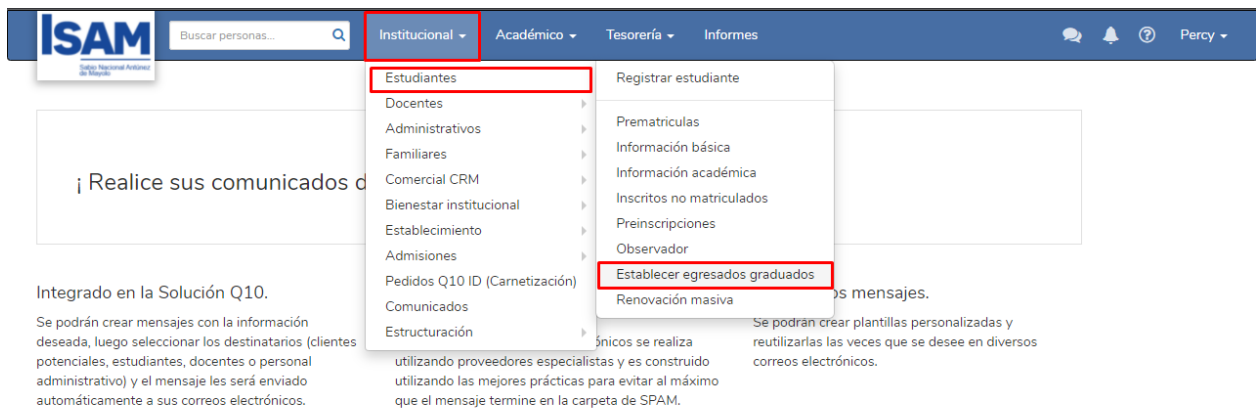 ISAM
Sabio Nacional Antúnez
de Mayolo
Buscar personas...
Institucional
Académico
Tesorería
Informes
Percy
Estudiantes
Docentes
Administrativos
Familiares
Comercial CRM
Bienestar institucional
Establecimiento
Admisiones
Pedidos Q10 ID (Carnetización)
Comunicados
Estructuración
Registrar estudiante
Prematriculas
Información básica
Información académica
Inscritos no matriculados
Preinscripciones
Observador
Establecer egresados graduados
Renovación masiva
¡ Realice sus comunicados d
Integrado en la Solución Q10.
Se podrán crear mensajes con la información
deseada, luego seleccionar los destinatarios (clientes
potenciales, estudiantes, docentes o personal
administrativo) y el mensaje les será enviado
automáticamente a sus correos electrónicos.
ónicos se realiza
utilizando proveedores especialistas y es construido
utilizando las mejores prácticas para evitar al máximo
que el mensaje termine en la carpeta de SPAM.
os mensajes.
Se podrán crear plantillas personalizadas y
reutilizarlas las veces que se desee en diversos
correos electrónicos.